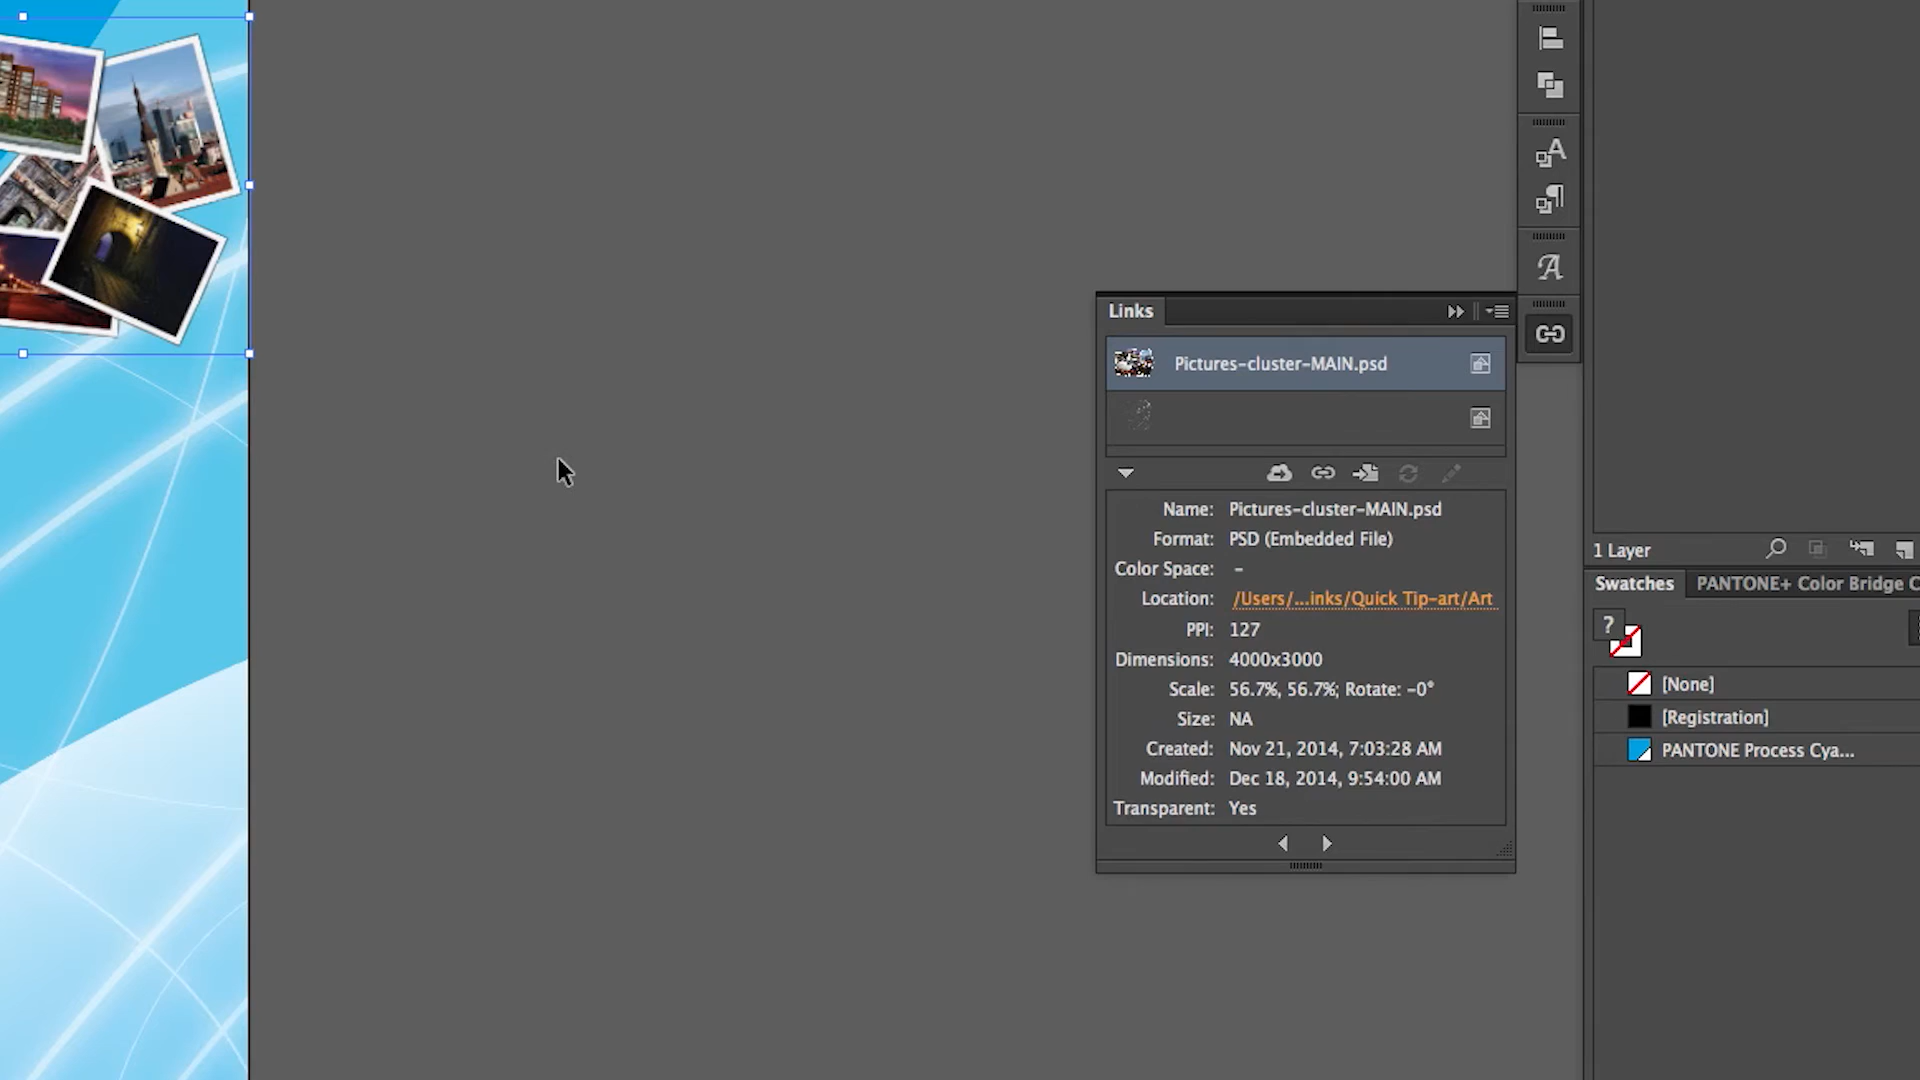 Links
Pictures-cluster-MAIN.psd
Name: Pictures-cluster-MAIN.psd
Format: PSD (Embedded File)
Color Space: -
Location: /Users/...inks/Quick Tip-art/Art
PPI: 127
Dimensions: 4000x3000
Scale: 56.7%, 56.7%; Rotate: -0°
Size: NA
Created: Nov 21, 2014, 7:03:28 AM
Modified: Dec 18, 2014, 9:54:00 AM
Transparent: Yes
1 Layer
Swatches PANTONE+ Color Bridge C
?
[None]
[Registration]
PANTONE Process Cya...